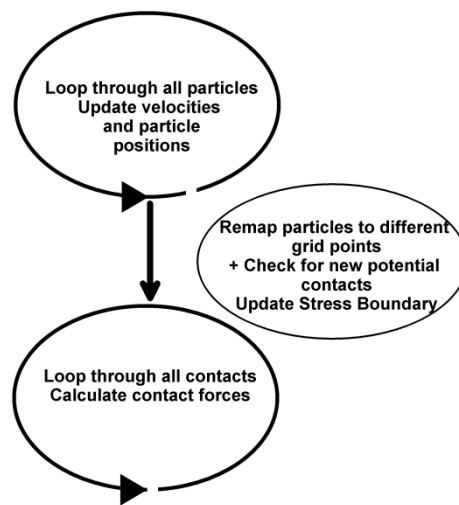 Loop through all particles
Update velocities
and particle
positions
Remap particles to different
grid points
+ Check for new potential
contacts
Update Stress Boundary
Loop through all contacts
Calculate contact forces